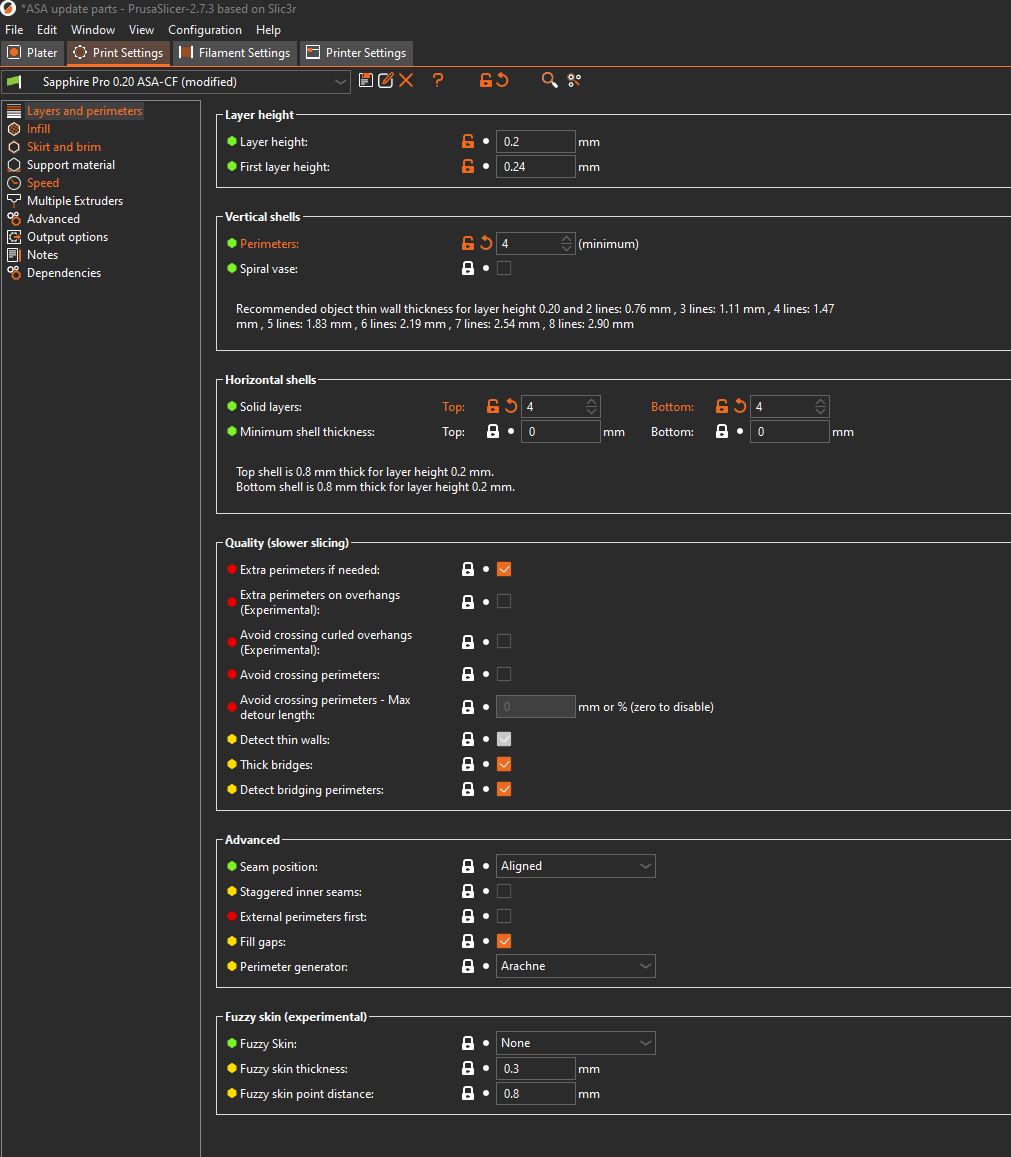 *ASA update parts - PrusaSlicer-2.7.3 based on Slic3r
File Edit Window View Configuration Help
Plater Print Settings Filament Settings Printer Settings
Sapphire Pro 0.20 ASA-CF (modified) ?
Layers and perimeters
Infill
Skirt and brim
Support material
Speed
Multiple Extruders
Advanced
Output options
Notes
Dependencies
Layer height
Layer height: 0.2 mm
First layer height: 0.24 mm
Vertical shells
Perimeters: 4 (minimum)
Spiral vase:
Recommended object thin wall thickness for layer height 0.20 and 2 lines: 0.76 mm , 3 lines: 1.11 mm , 4 lines: 1.47
mm , 5 lines: 1.83 mm , 6 lines: 2.19 mm , 7 lines: 2.54 mm , 8 lines: 2.90 mm
Horizontal shells
Solid layers: Top: 4 Bottom: 4
Minimum shell thickness: Top: 0 mm Bottom: 0 mm
Top shell is 0.8 mm thick for layer height 0.2 mm.
Bottom shell is 0.8 mm thick for layer height 0.2 mm.
Quality (slower slicing)
Extra perimeters if needed:
Extra perimeters on overhangs
(Experimental):
Avoid crossing curled overhangs
(Experimental):
Avoid crossing perimeters:
Avoid crossing perimeters - Max
detour length: 0 mm or % (zero to disable)
Detect thin walls:
Thick bridges:
Detect bridging perimeters:
Advanced
Seam position: Aligned
Staggered inner seams:
External perimeters first:
Fill gaps:
Perimeter generator: Arachne
Fuzzy skin (experimental)
Fuzzy Skin: None
Fuzzy skin thickness: 0.3 mm
Fuzzy skin point distance: 0.8 mm